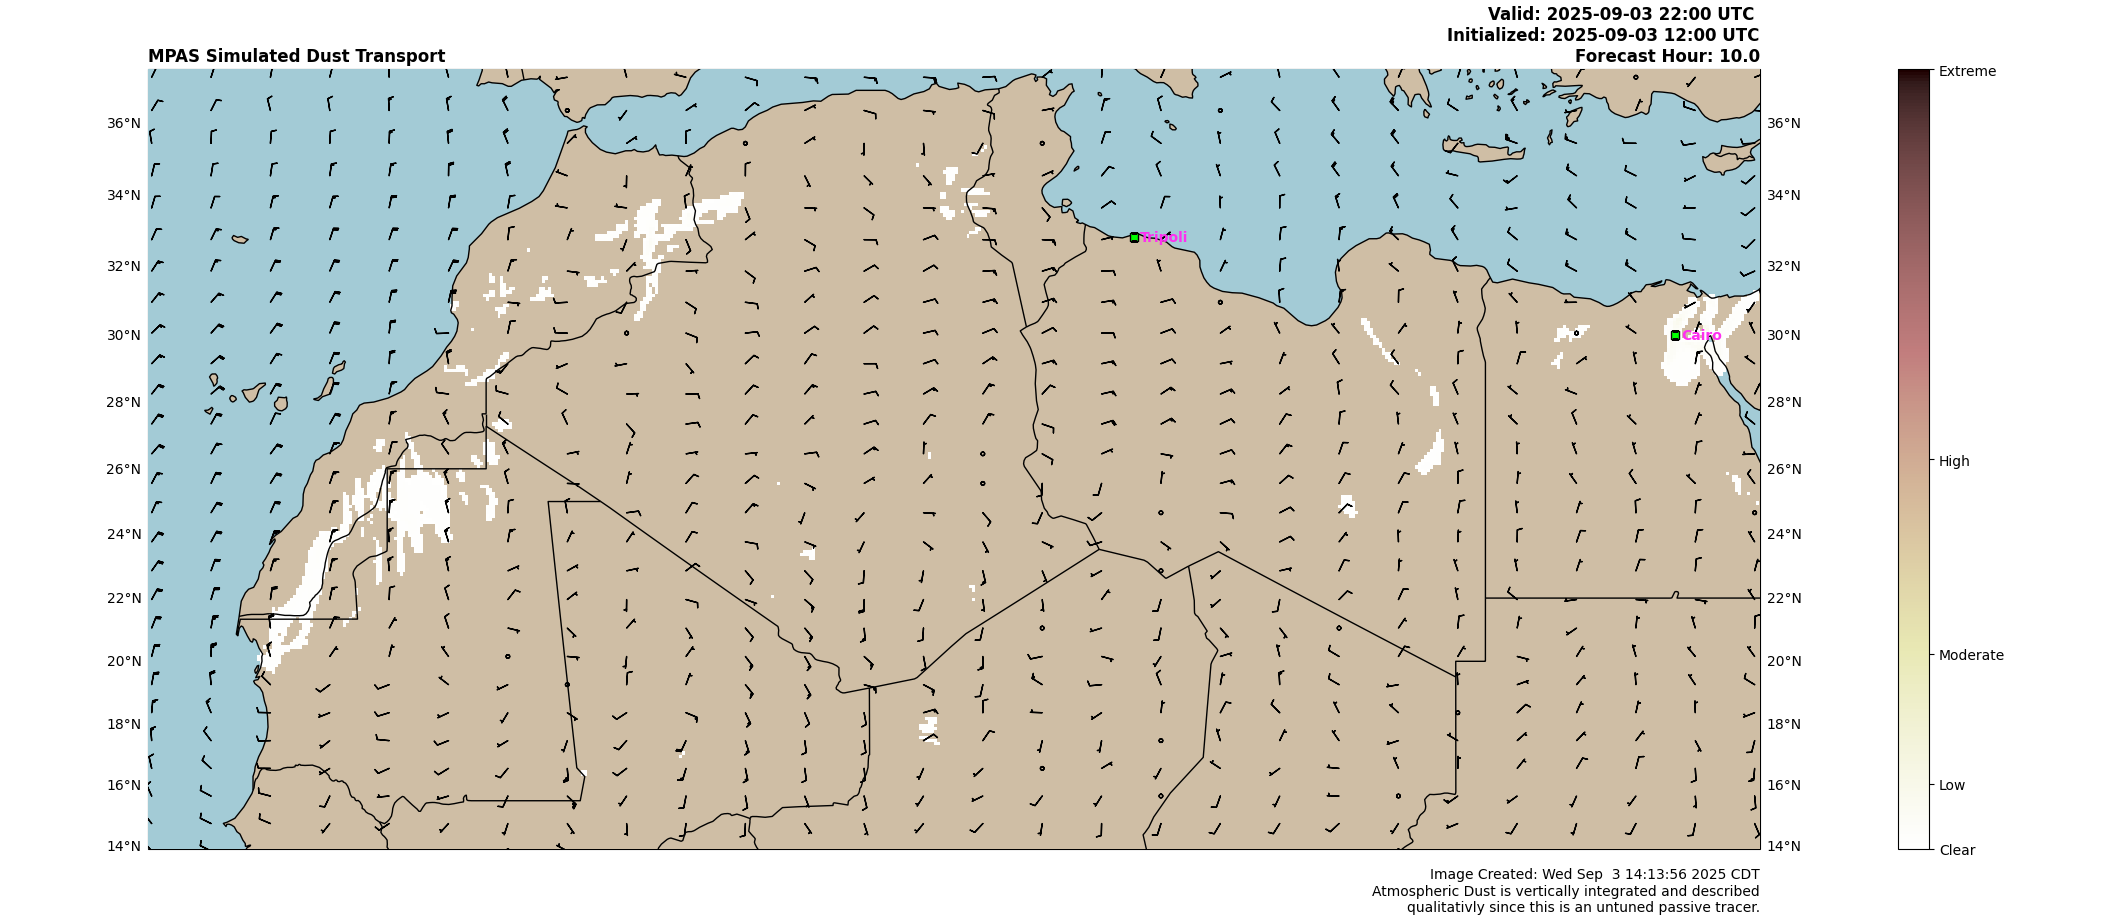 Valid: 2025-09-03 22:00 UTC
Initialized: 2025-09-03 12:00 UTC
MPAS Simulated Dust Transport
Forecast Hour: 10.0
Extreme
36°N
36°N
34°N
34°N
Tripoli
32°N
32°N
30°N
Cairo
30°N
28°N
28°N
26°N
26°N
High
24°N
24°N
22°N
22°N
20°N
20°N
Moderate
18°N
18°N
16°N
16°N
Low
14°N
14°N
Clear
Image Created: Wed Sep  3 14:13:56 2025 CDT
Atmospheric Dust is vertically integrated and described
qualitativly since this is an untuned passive tracer.